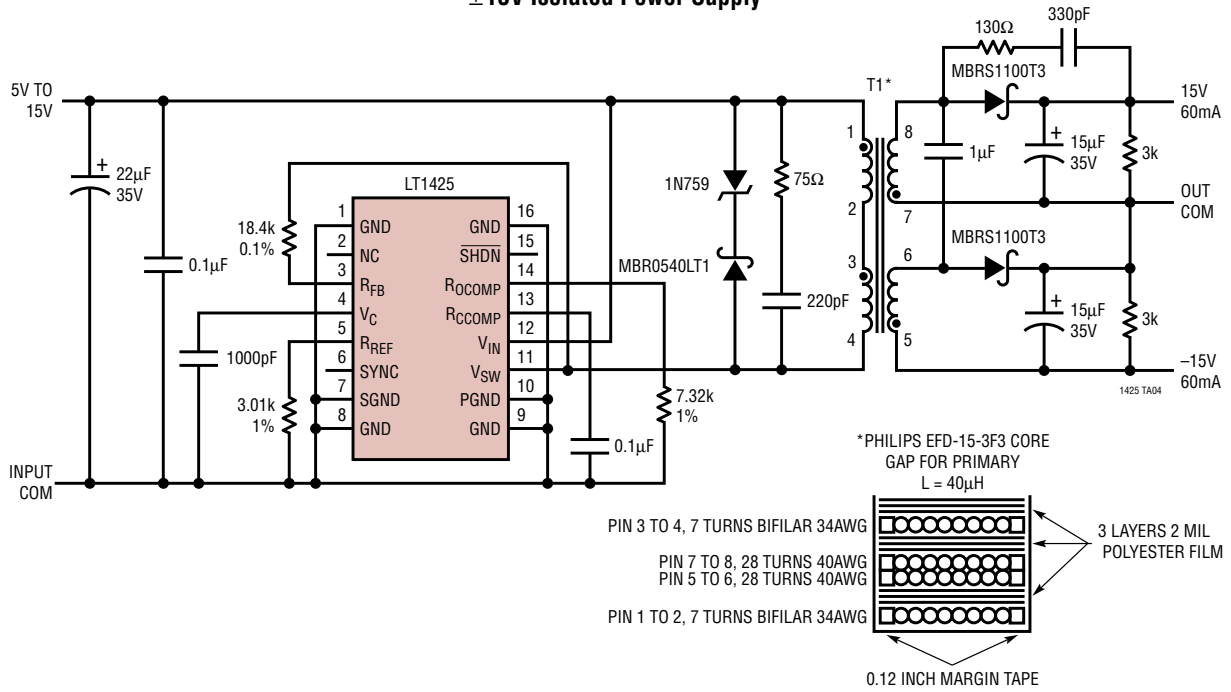 ±15V Isolated Power Supply
5V TO
15V
22μF
35V
+
0.1μF
18.4k
0.1%
1000pF
3.01k
1%
INPUT
COM
LT1425
1 GND
2 NC
3 RFB
4 VC
5 RREF
6 SYNC
7 SGND
8 GND
16 GND
15 SHDN
14 ROCOMP
13 RCCOMP
12 VIN
11 VSW
10 PGND
9 GND
7.32k
1%
0.1μF
1N759
MBR0540LT1
75Ω
220pF
T1*
1
2
3
4
8
7
6
5
130Ω
330pF
MBRS1100T3
1μF
+
15μF
35V
3k
15V
60mA
OUT
COM
MBRS1100T3
+
15μF
35V
3k
–15V
60mA
1425 TA04
*PHILIPS EFD-15-3F3 CORE
GAP FOR PRIMARY
L = 40μH
PIN 3 TO 4, 7 TURNS BIFILAR 34AWG
PIN 7 TO 8, 28 TURNS 40AWG
PIN 5 TO 6, 28 TURNS 40AWG
PIN 1 TO 2, 7 TURNS BIFILAR 34AWG
3 LAYERS 2 MIL
POLYESTER FILM
0.12 INCH MARGIN TAPE